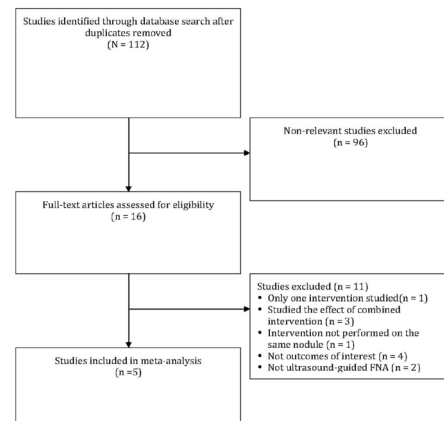 Studies identified through database search after
duplicates removed
(N = 112)
Non-relevant studies excluded
(n = 96)
Full-text articles assessed for eligibility
(n = 16)
Studies excluded (n = 11)
• Only one intervention studied(n = 1)
• Studied the effect of combined
intervention (n = 3)
• Intervention not performed on the
same nodule (n = 1)
• Not outcomes of interest (n = 4)
• Not ultrasound-guided FNA (n = 2)
Studies included in meta-analysis
(n =5)